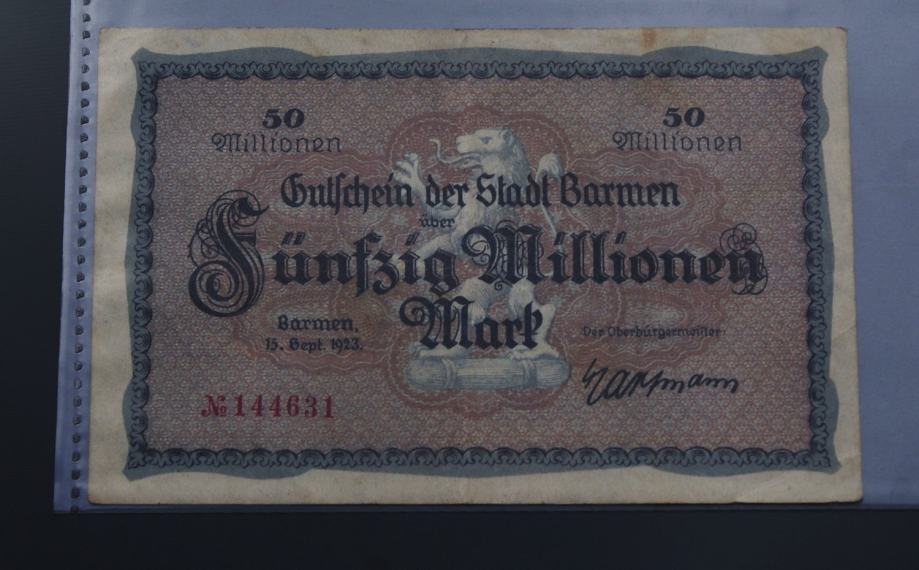 50
Millionen
50
Millionen
Gutschein der Stadt Barmen
über
Fünfzig Millionen
Mark
Barmen,
15. Sept. 1923.
Der Oberbürgermeister:
Hartmann
№ 144631